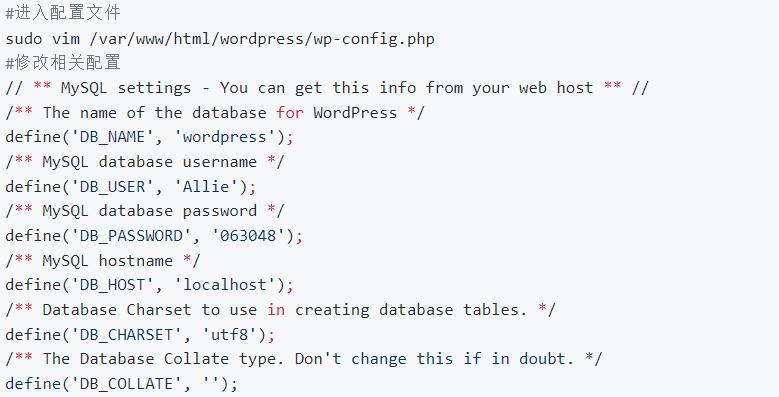 #进入配置文件
sudo vim /var/www/html/wordpress/wp-config.php
#修改相关配置
// ** MySQL settings - You can get this info from your web host ** //
/** The name of the database for WordPress */
define('DB_NAME', 'wordpress');
/** MySQL database username */
define('DB_USER', 'Allie');
/** MySQL database password */
define('DB_PASSWORD', '063048');
/** MySQL hostname */
define('DB_HOST', 'localhost');
/** Database Charset to use in creating database tables. */
define('DB_CHARSET', 'utf8');
/** The Database Collate type. Don't change this if in doubt. */
define('DB_COLLATE', '');